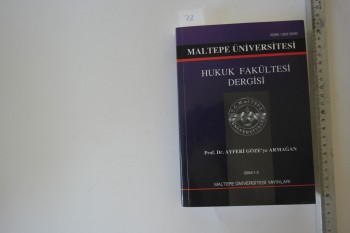 MALTEPE ÜNİVERSİTESİ
HUKUK FAKÜLTESİ
DERGİSİ
Prof. Dr. AYFERİ GÖZE'ye ARMAĞAN
MALTEPE ÜNİVERSİTESİ YAYINLARI